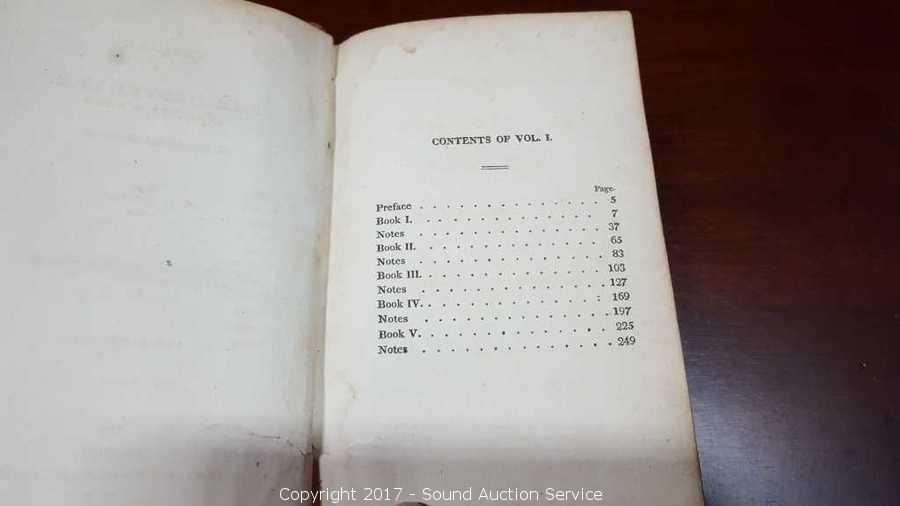 CONTENTS OF VOL. I.
Page.
Preface . . . . . . . . . . . . . . 5
Book I. . . . . . . . . . . . . . 7
Notes . . . . . . . . . . . . . . 37
Book II. . . . . . . . . . . . . . 65
Notes . . . . . . . . . . . . . . 83
Book III. . . . . . . . . . . . . . 103
Notes . . . . . . . . . . . . . . 127
Book IV. . . . . . . . . . . . . : 169
Notes . . . . . . . . . . . . . . 197
Book V. . . . . . . . . . . . . . 225
Notes . . . . . . . . . . . . . . 249
Copyright 2017 - Sound Auction Service